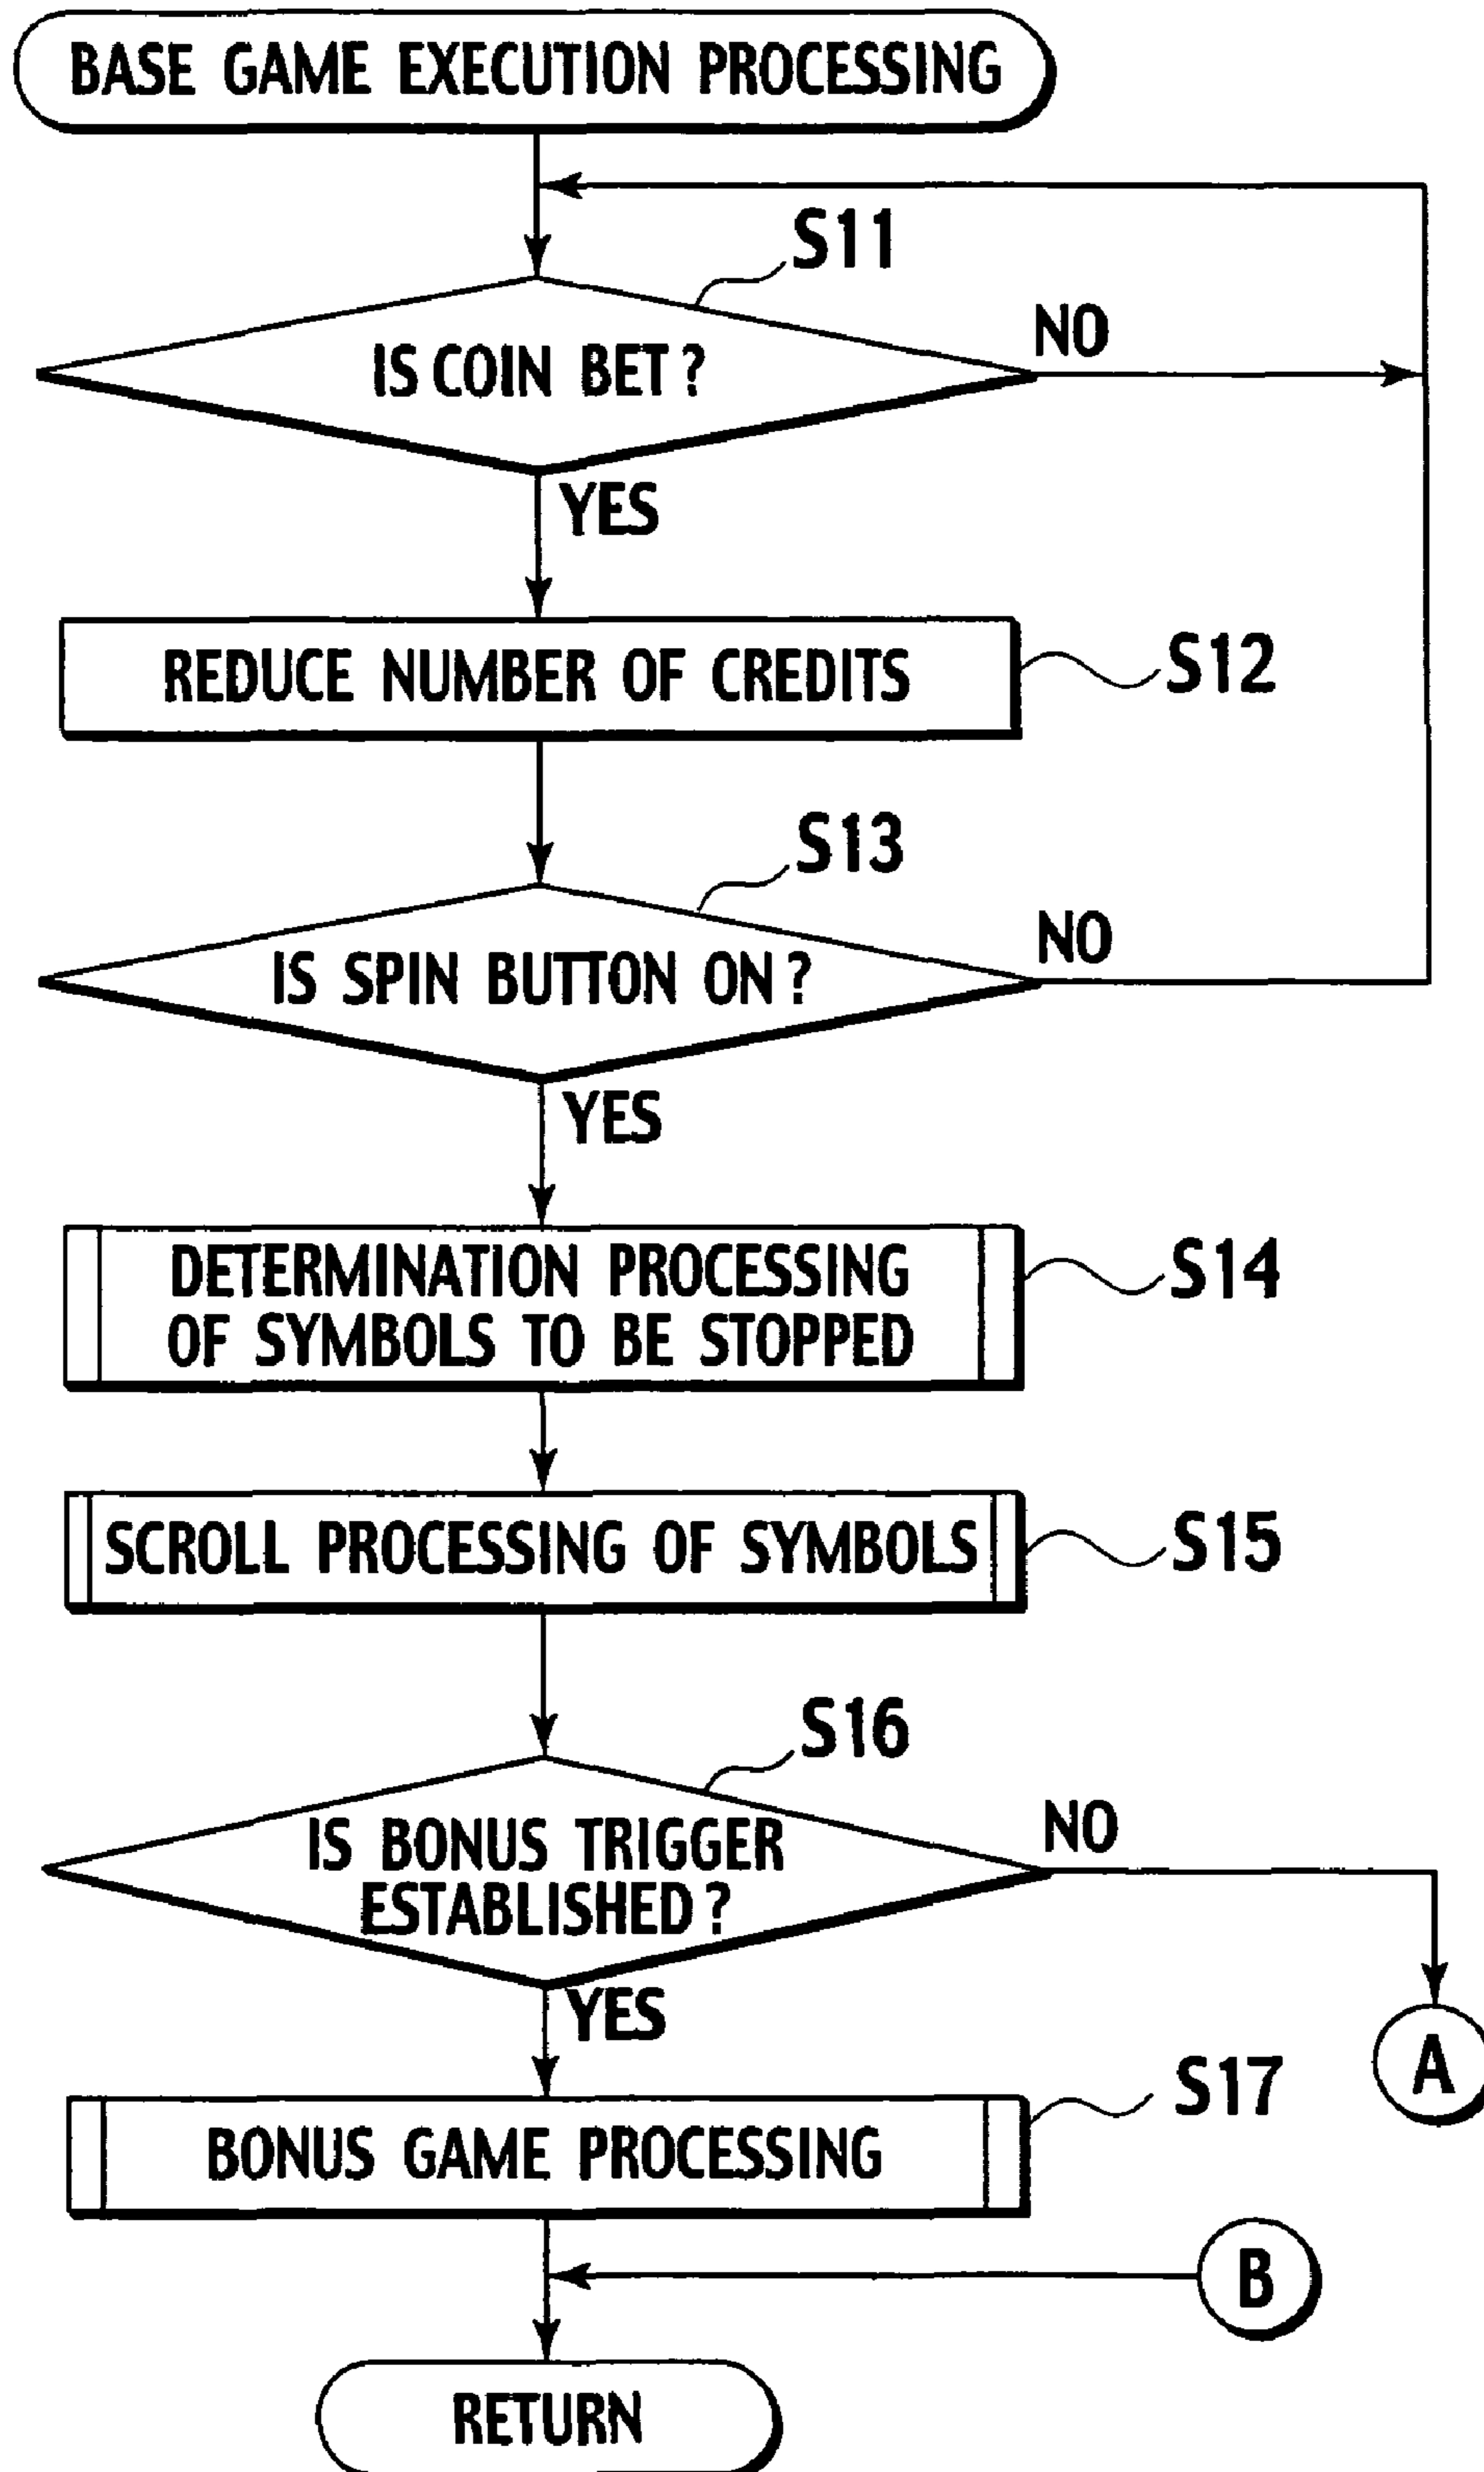 BASE GAME EXECUTION PROCESSING
S11
IS COIN BET?
NO
YES
REDUCE NUMBER OF CREDITS
S12
S13
IS SPIN BUTTON ON?
NO
YES
DETERMINATION PROCESSING
OF SYMBOLS TO BE STOPPED
S14
SCROLL PROCESSING OF SYMBOLS
S15
S16
IS BONUS TRIGGER
ESTABLISHED?
NO
YES
A
S17
BONUS GAME PROCESSING
B
RETURN